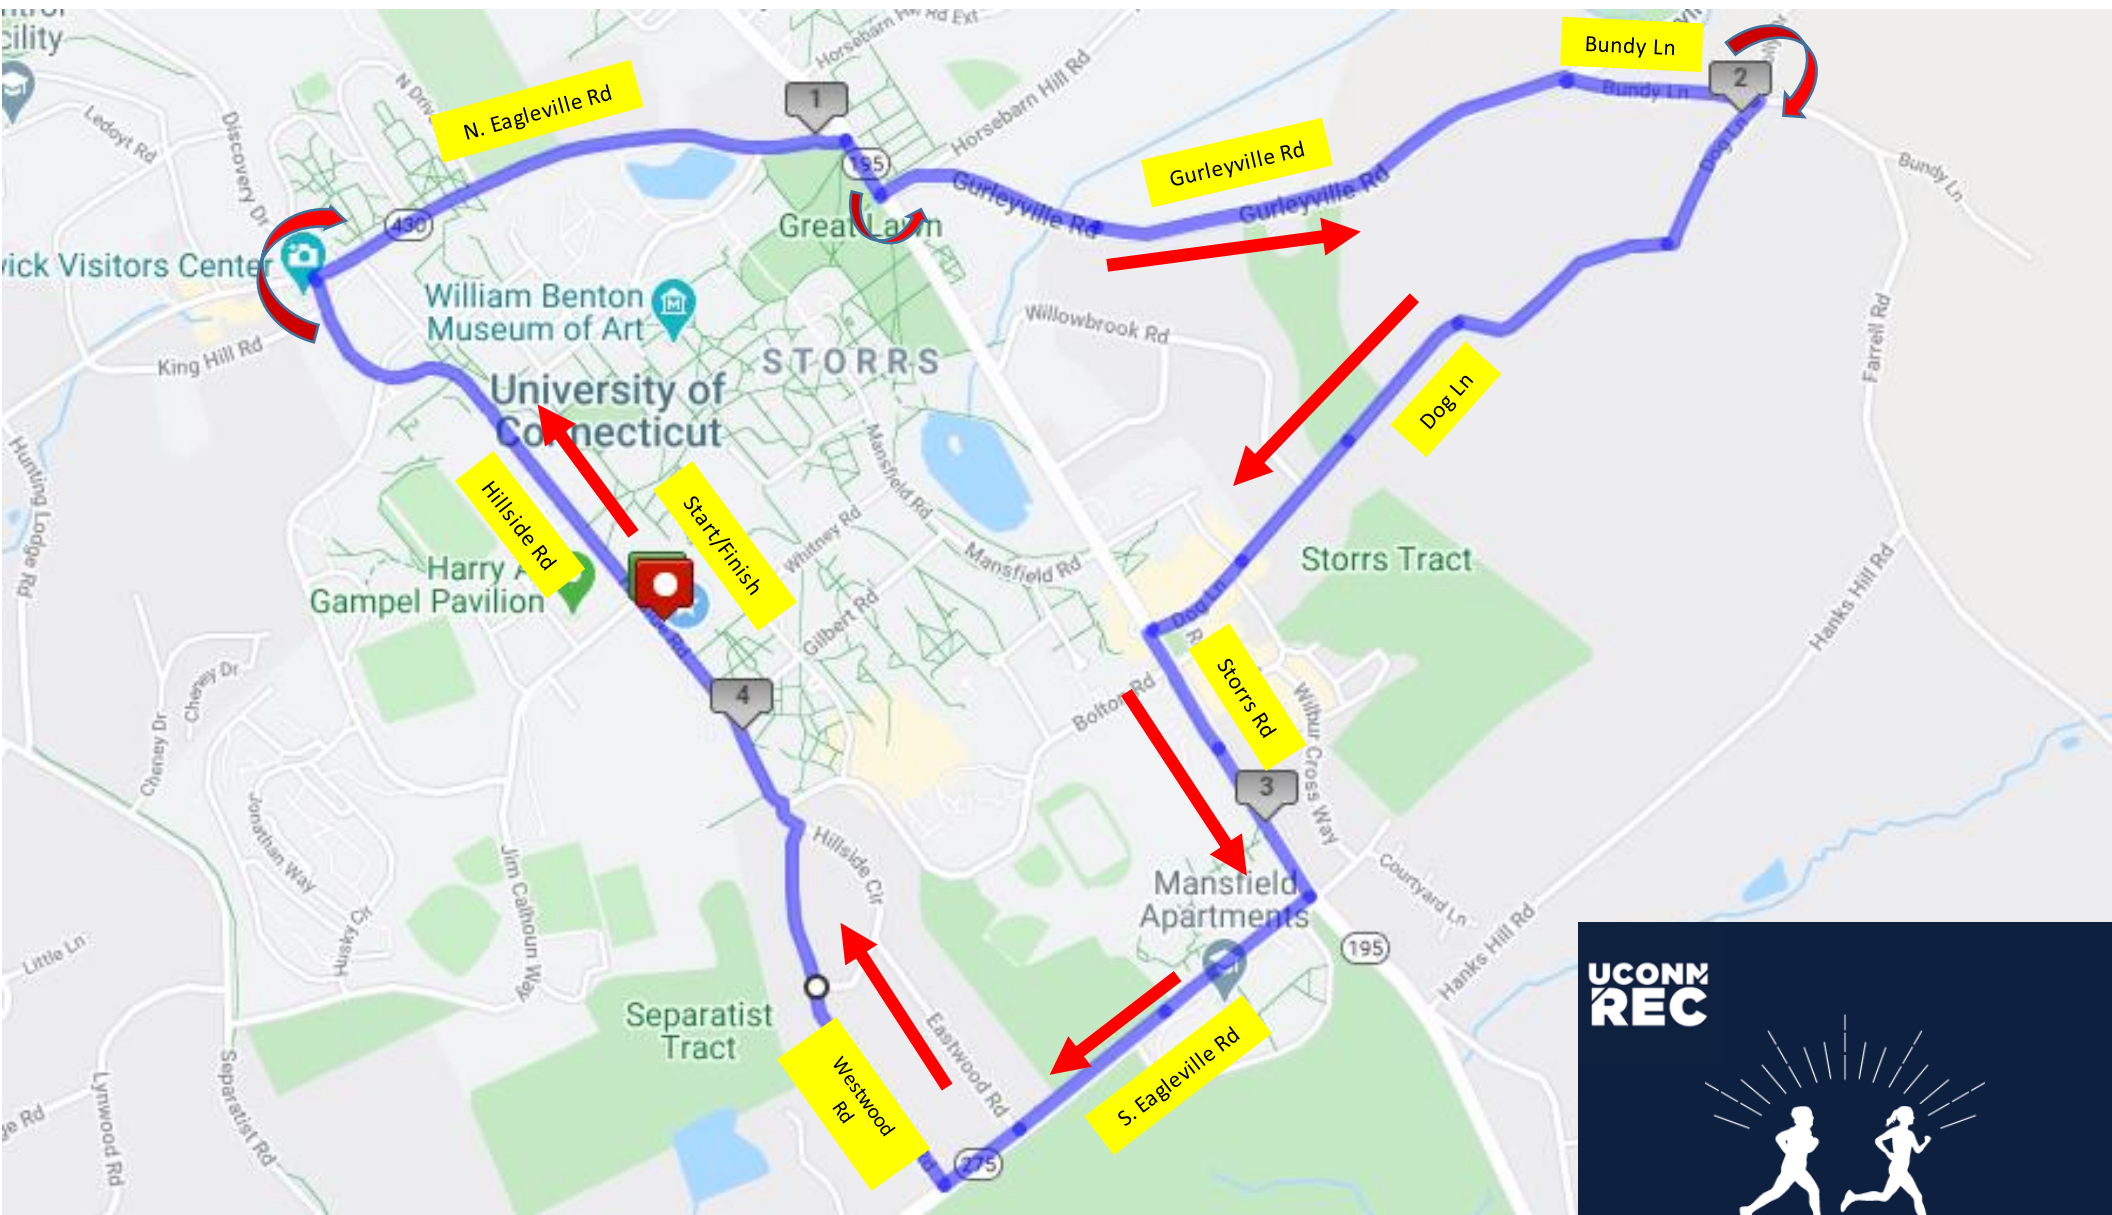 cility
Ledoyt Rd
Discovery Dr
N. Eagleville Rd
1
Horsebarn Hill Rd
195
Bundy Ln
Bundy Ln
2
Dog Ln
Bundy Ln
Gurleyville Rd
Gurleyville Rd
Gurleyville Rd
Great Lawn
430
ick Visitors Center
King Hill Rd
William Benton
Museum of Art
STORRS
University of
Connecticut
Willowbrook Rd
Farrell Rd
Dog Ln
Hunting Lodge Rd
Mansfield Rd
Mansfield Rd
Whitney Rd
Gilbert Rd
Hillside Rd
Start/Finish
Harry A
Gampel Pavilion
Storrs Tract
Dog Ln
Storrs Rd
Bolton Rd
Wilbur Cross Way
Hanks Hill Rd
Cheney Dr
Cheney Dr
4
3
Hillside Cir
Jonathan Way
Jim Calhoun Way
Husky Cir
Little Ln
Mansfield
Apartments
Courtyard Ln
195
Hanks Hill Rd
Separatist
Tract
Eastwood Rd
Westwood
Rd
S. Eagleville Rd
275
Lynwood Rd
Separatist Rd
ge Rd
UCONN
REC